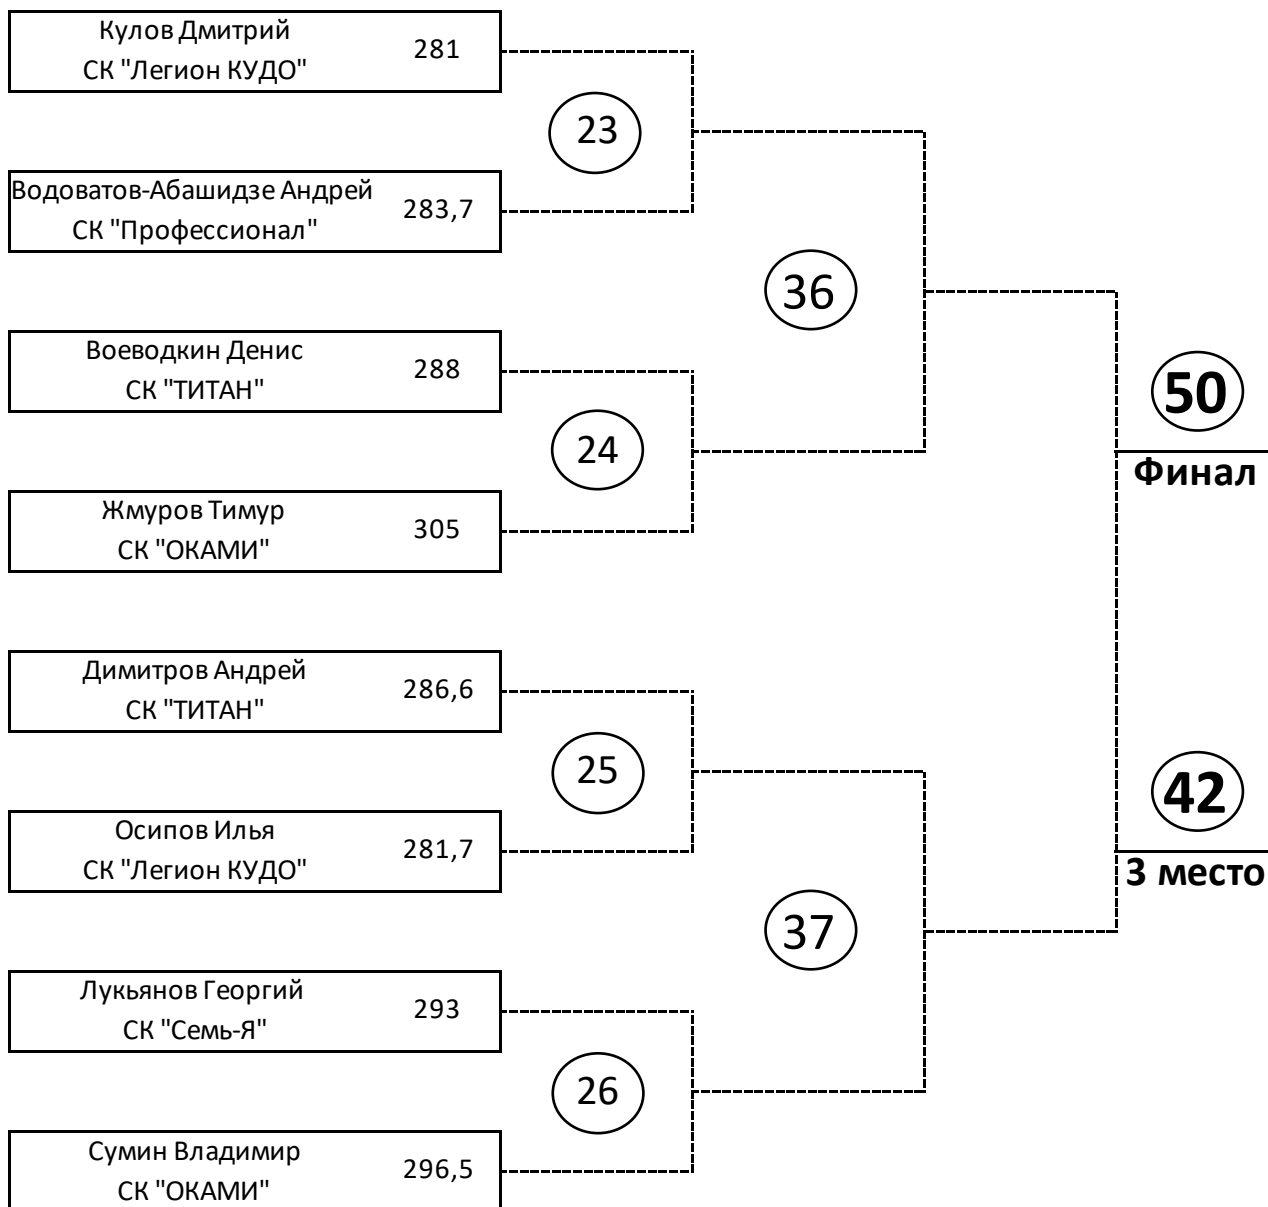 Кулов Дмитрий
СК "Легион КУДО"
281
23
Водоватов-Абашидзе Андрей
СК "Профессионал"
283,7
36
Воеводкин Денис
СК "ТИТАН"
288
24
Жмуров Тимур
СК "ОКАМИ"
305
50
Финал
Димитров Андрей
СК "ТИТАН"
286,6
25
Осипов Илья
СК "Легион КУДО"
281,7
42
3 место
37
Лукьянов Георгий
СК "Семь-Я"
293
26
Сумин Владимир
СК "ОКАМИ"
296,5